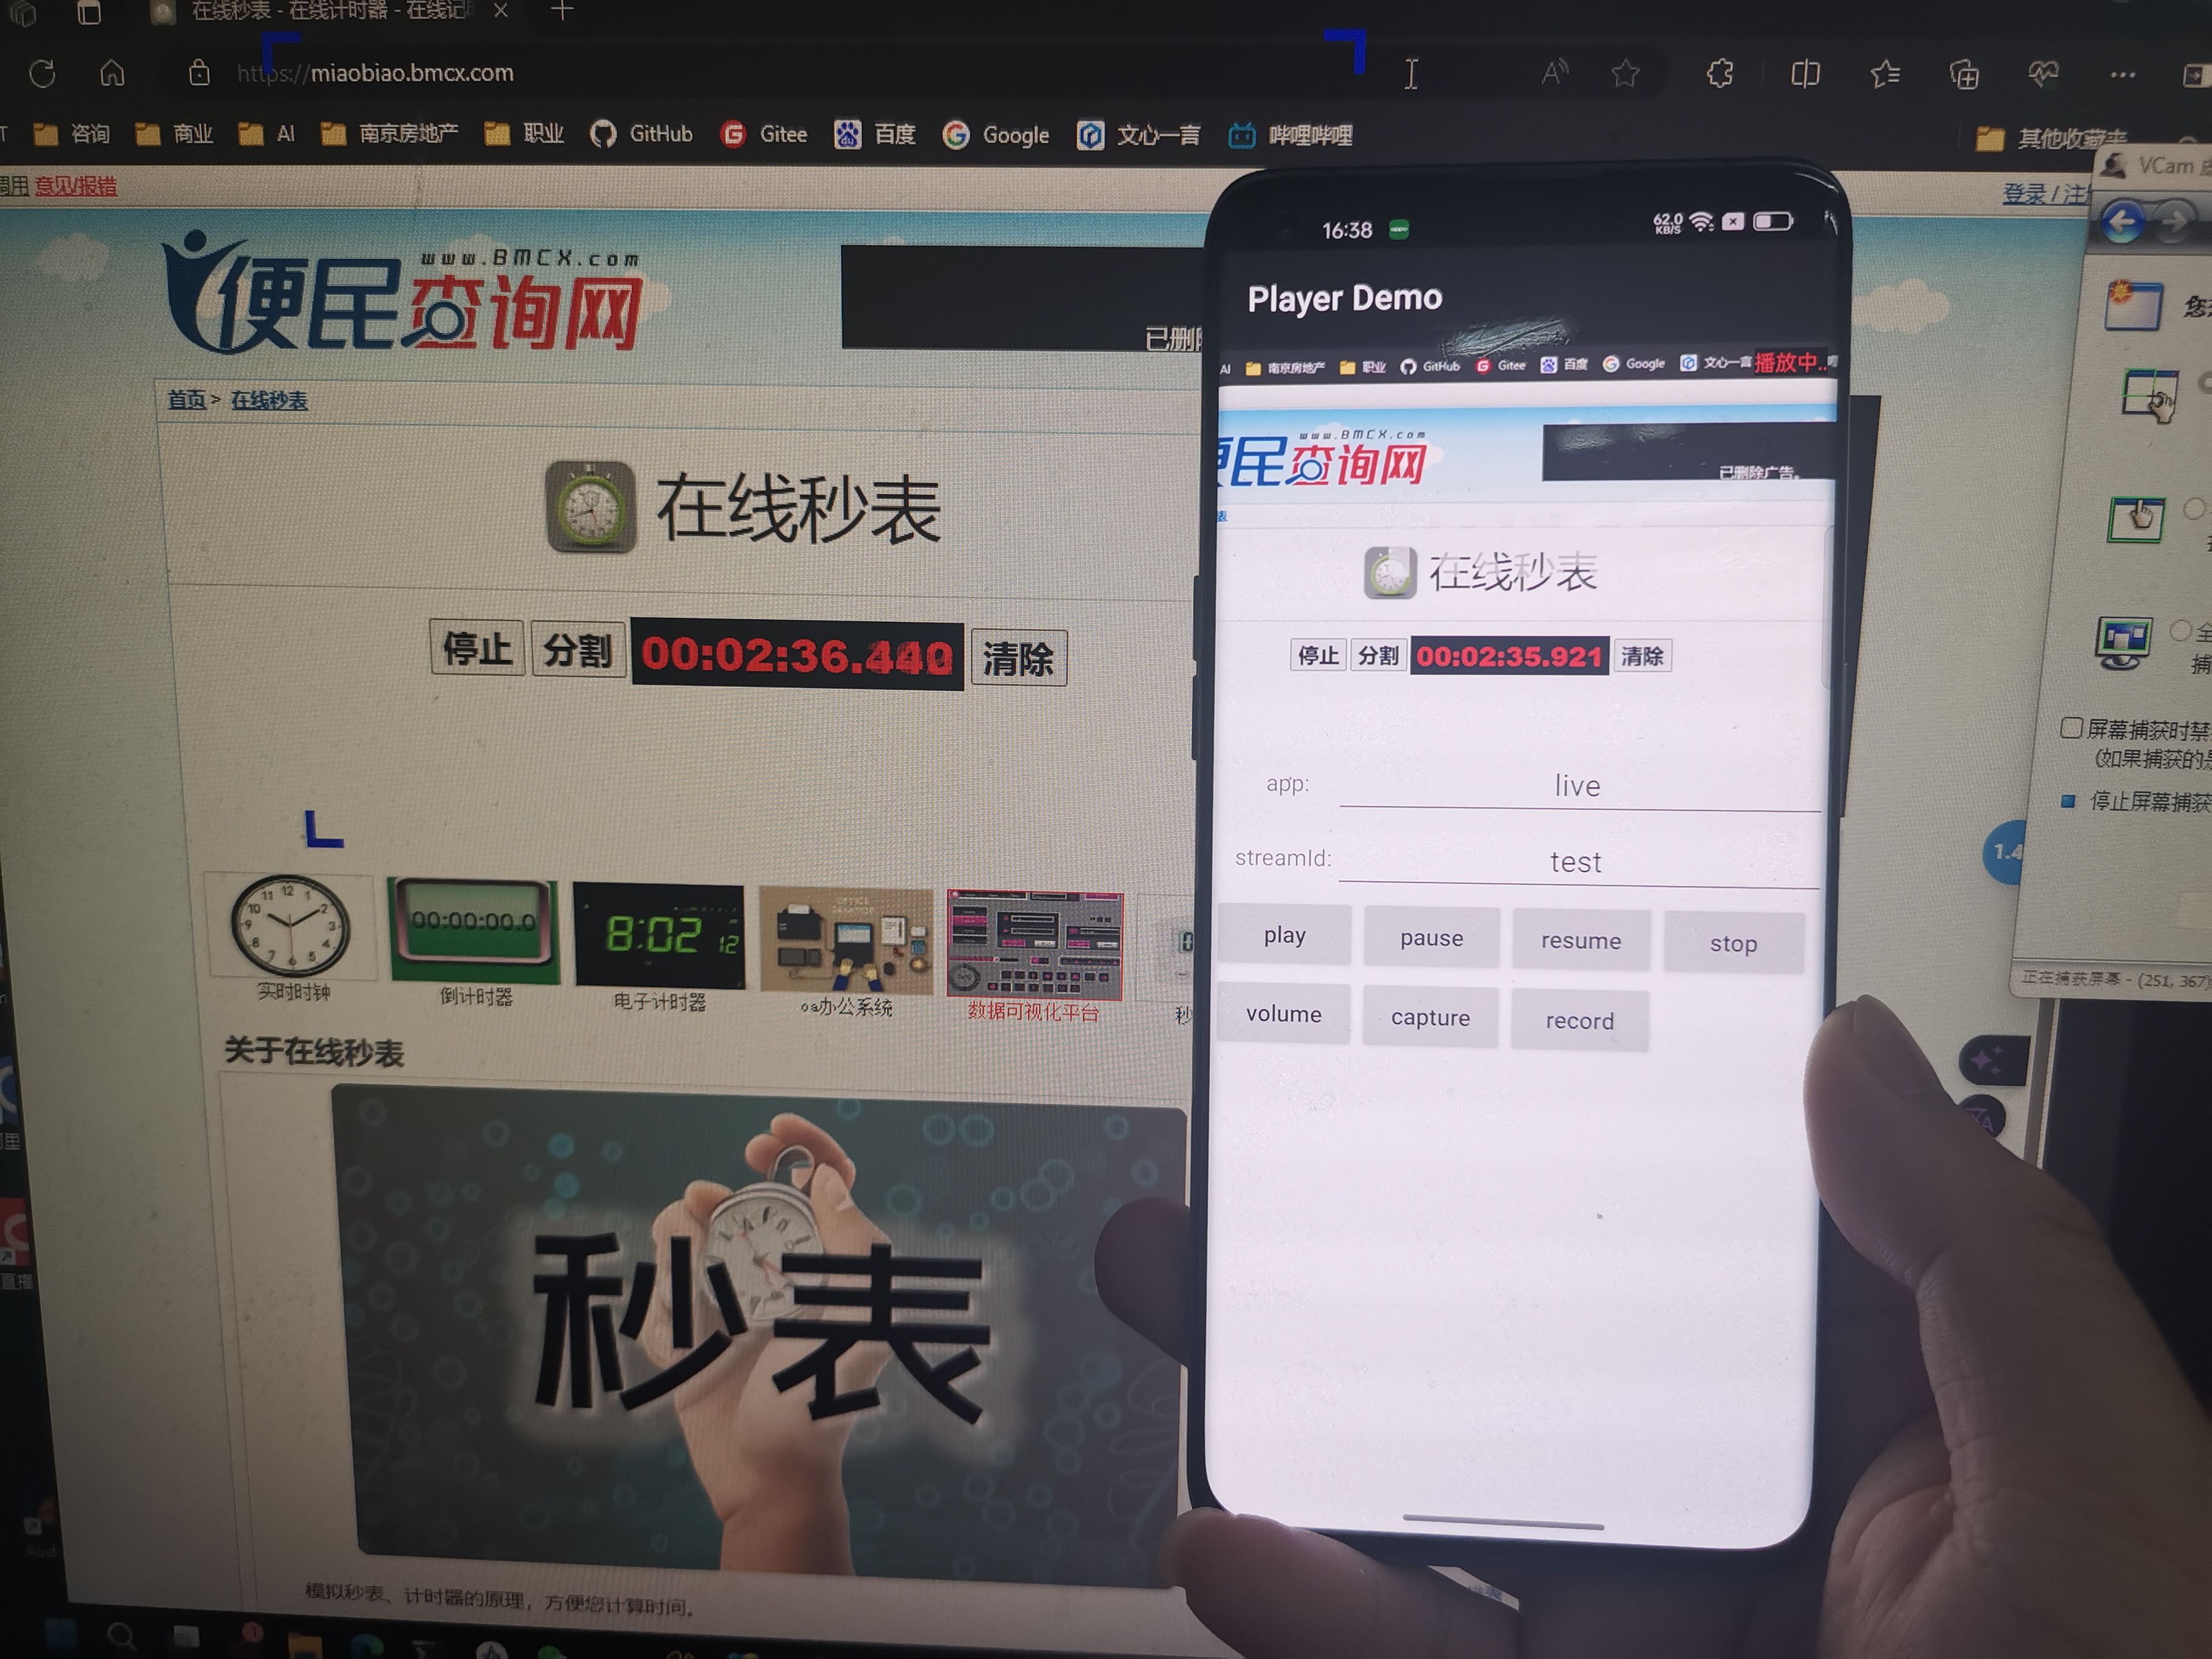 在线秒表 - 在线计时器 - 在线记
https://miaobiao.bmcx.com
咨询 商业 AI 南京房地产 职业 GitHub Gitee 百度 Google 文心一言 哔哩哔哩 其他收藏夹
调用 意见/报错
登录 / 注
www.BMCX.com
便民查询网
已删
首页 > 在线秒表
在线秒表
停止 分割 00:02:36.440 清除
实时时钟
00:00:00.0
倒计时器
8:02 12
电子计时器
oa办公系统
数据可视化平台
秒
关于在线秒表
秒表
模拟秒表、计时器的原理，方便您计算时间。
16:38
62.0
KB/S
Player Demo
AI 南京房地产 职业 GitHub Gitee 百度 Google 文心一言 播放中..
www.BMCX.com
民查询网
已删除广告。
表
在线秒表
停止 分割 00:02:35.921 清除
app: live
streamId: test
play pause resume stop
volume capture record
VCam
您
全
捕
屏幕捕获时禁
(如果捕获的是
停止屏幕捕获
1.4
正在捕获屏幕 - (251, 367)
直播